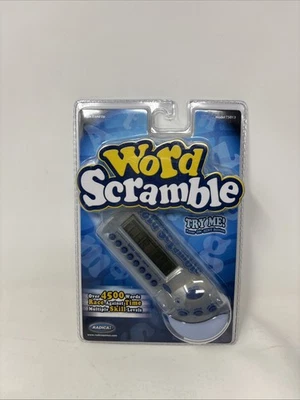 Word
Scramble
TRY ME!
Over 4500 Words
Race Against Time
Multiple Skill Levels
RADICA